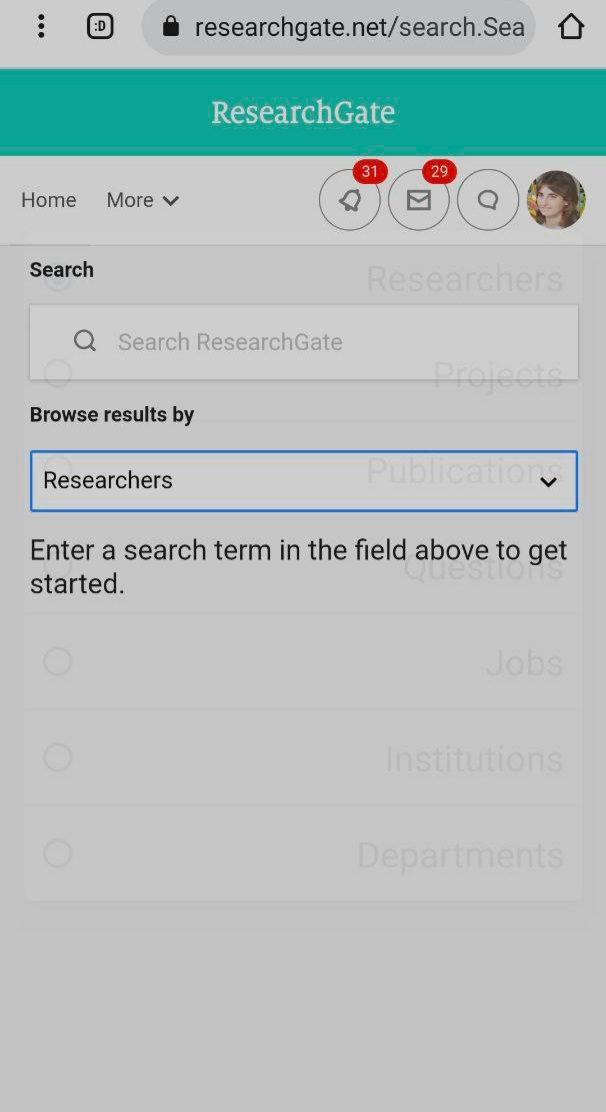 :D
researchgate.net/search.Sea
ResearchGate
Home More 31 29
Search
Researchers
Search ResearchGate
Projects
Browse results by
Researchers
Publications
Enter a search term in the field above to get
started.
Questions
Jobs
Institutions
Departments